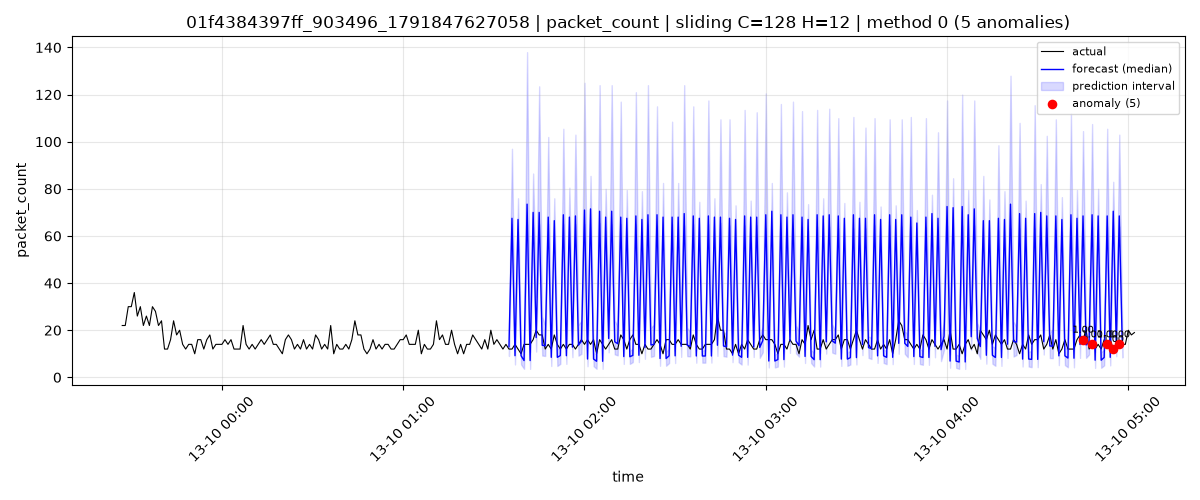 01f4384397ff_903496_1791847627058 | packet_count | sliding C=128 H=12 | method 0 (5 anomalies)
actual
forecast (median)
prediction interval
anomaly (5)
packet_count
140
120
100
80
60
40
20
0
1.00
13-10 00:00
13-10 01:00
13-10 02:00
13-10 03:00
13-10 04:00
13-10 05:00
time